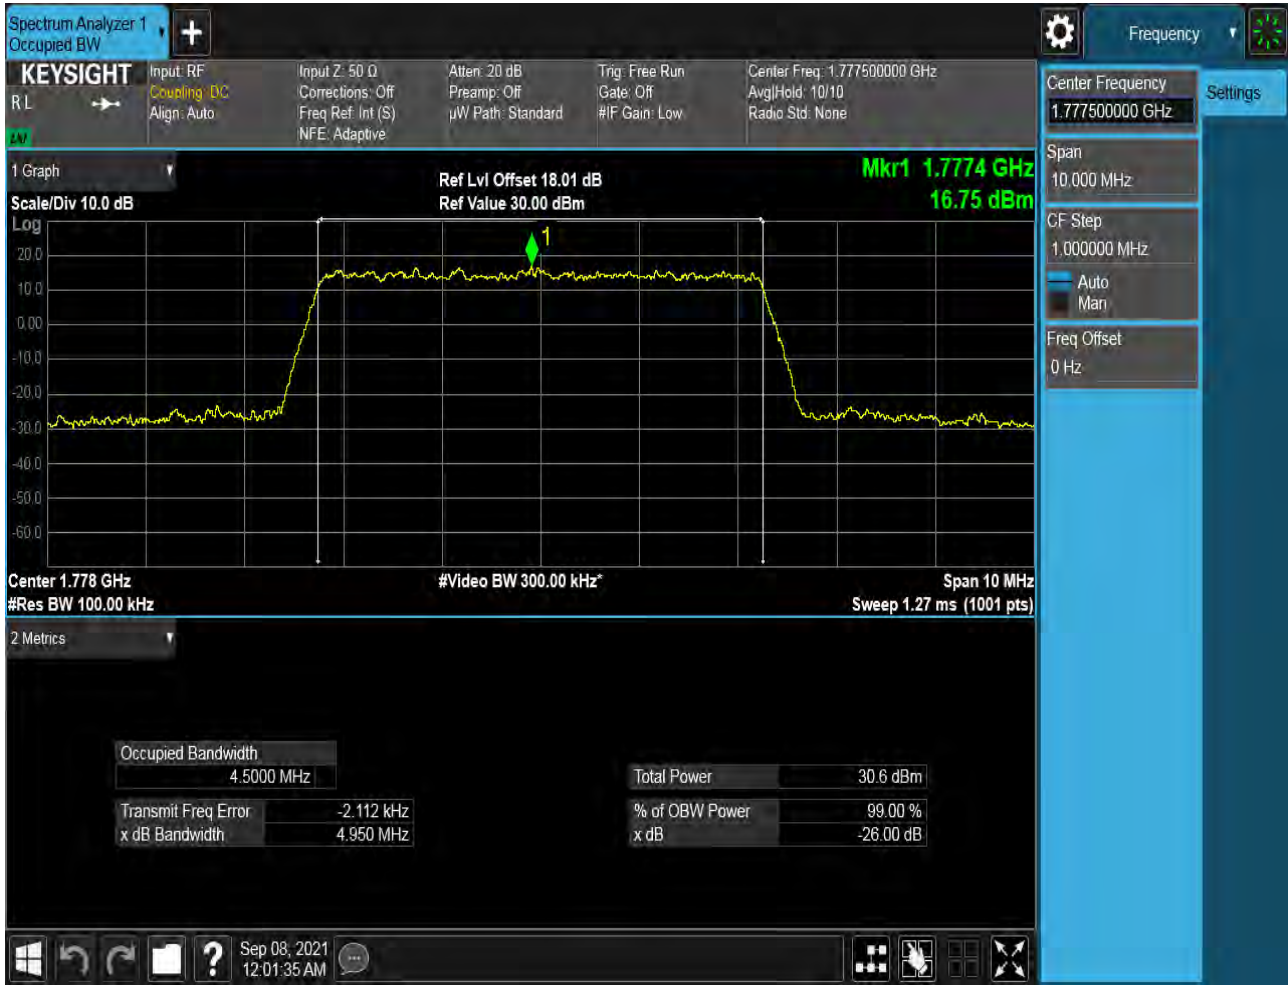 Spectrum Analyzer 1
Occupied BW
Frequency
KEYSIGHT
R L
Input: RF
Coupling: DC
Align: Auto
Input Z: 50 Ω
Corrections: Off
Freq Ref: Int (S)
NFE: Adaptive
Atten: 20 dB
Preamp: Off
µW Path: Standard
Trig: Free Run
Gate: Off
#IF Gain: Low
Center Freq: 1.777500000 GHz
Avg|Hold: 10/10
Radio Std: None
Center Frequency
1.777500000 GHz
Settings
Span
10.000 MHz
CF Step
1.000000 MHz
Auto
Man
Freq Offset
0 Hz
1 Graph
Scale/Div 10.0 dB
Ref Lvl Offset 18.01 dB
Ref Value 30.00 dBm
Mkr1 1.7774 GHz
16.75 dBm
Log
1
20.0
10.0
0.00
-10.0
-20.0
-30.0
-40.0
-50.0
-60.0
Center 1.778 GHz
#Video BW 300.00 kHz*
Span 10 MHz
#Res BW 100.00 kHz
Sweep 1.27 ms (1001 pts)
2 Metrics
Occupied Bandwidth
4.5000 MHz
Transmit Freq Error -2.112 kHz
x dB Bandwidth 4.950 MHz
Total Power 30.6 dBm
% of OBW Power 99.00 %
x dB -26.00 dB
Sep 08, 2021
12:01:35 AM